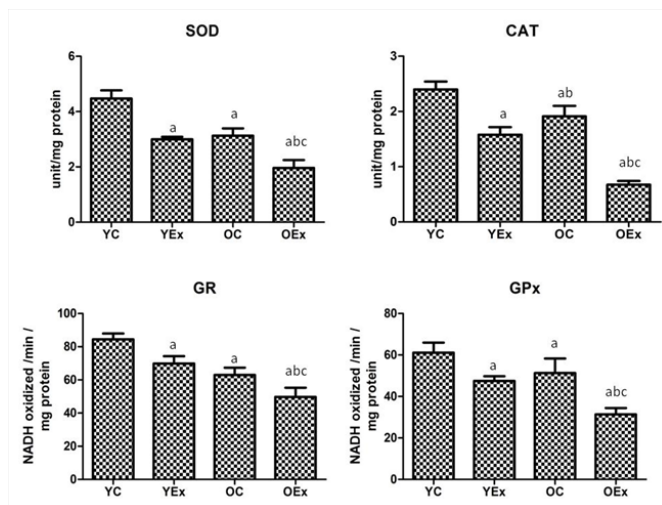 SOD
unit/mg protein
6
4
2
0
a
a
abc
YC YEx OC OEx
CAT
unit/mg protein
3
2
1
0
a
ab
abc
YC YEx OC OEx
GR
NADH oxidized /min /
mg protein
100
80
60
40
20
0
a
a
abc
YC YEx OC OEx
GPx
NADH oxidized /min /
mg protein
80
60
40
20
0
a
a
abc
YC YEx OC OEx